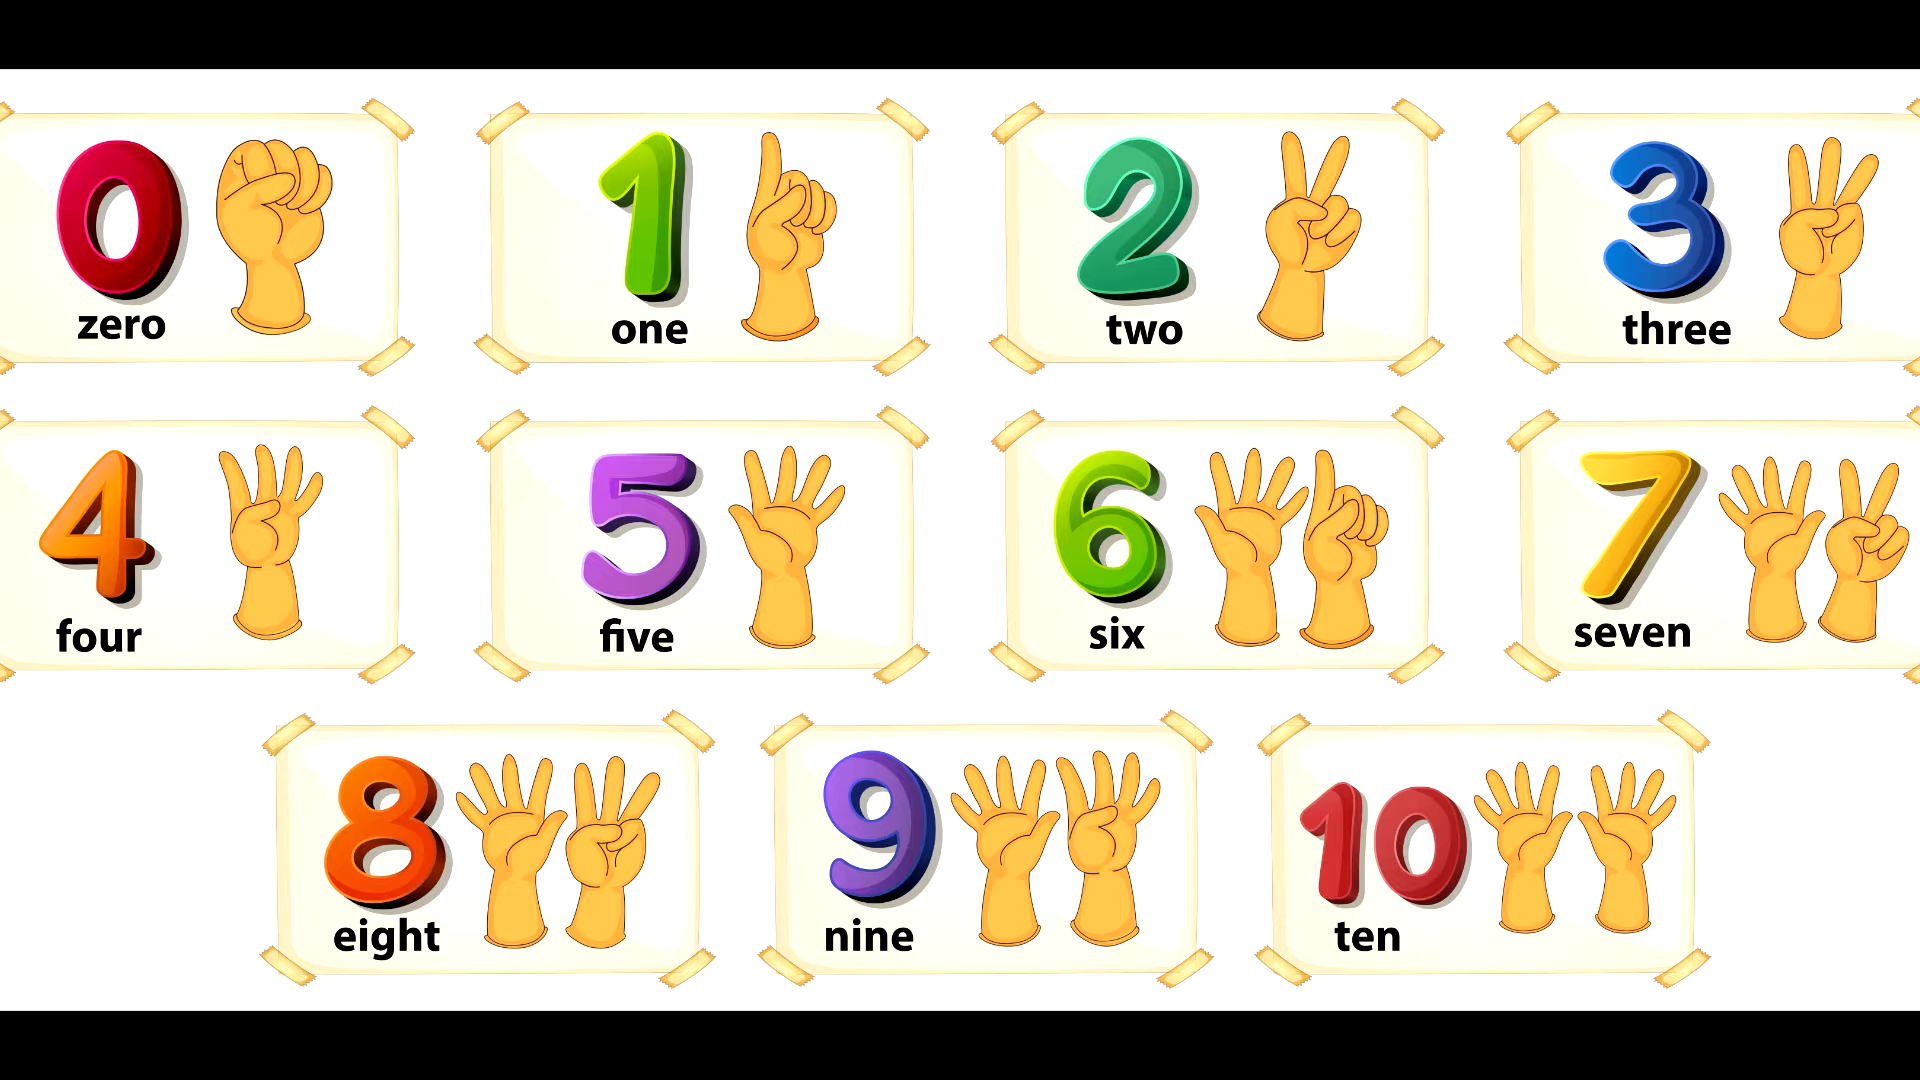 0 1 2 3
zero one two three
4 5 6 7
four five six seven
8 9 10
eight nine ten